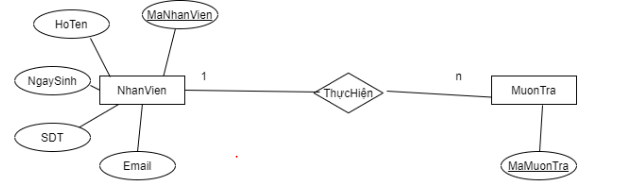 HoTen
MaNhanVien
NgaySinh
NhanVien
1
ThựcHiện
n
MuonTra
SDT
Email
MaMuonTra